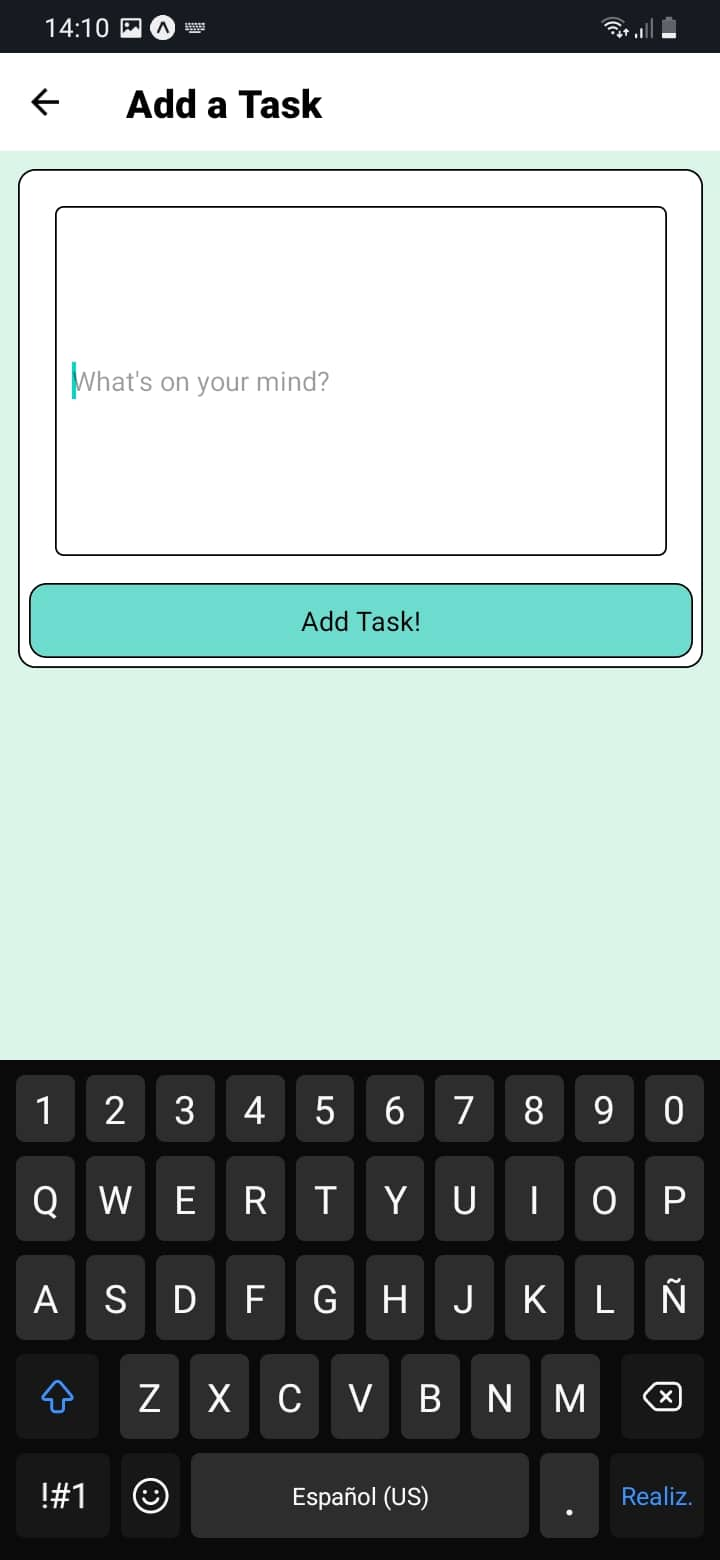 14:10
Add a Task
What's on your mind?
Add Task!
1 2 3 4 5 6 7 8 9 0
Q W E R T Y U I O P
A S D F G H J K L Ñ
Z X C V B N M
!#1 Español (US) . Realiz.